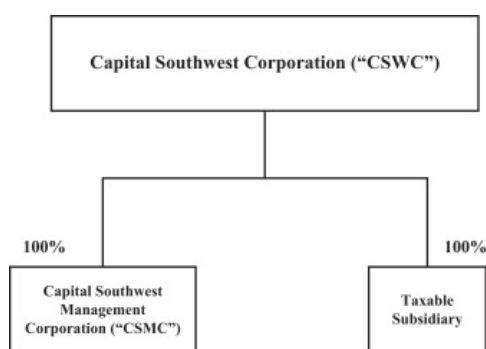 Capital Southwest Corporation (“CSWC”)
100%
100%
Capital Southwest
Management
Corporation (“CSMC”)
Taxable
Subsidiary